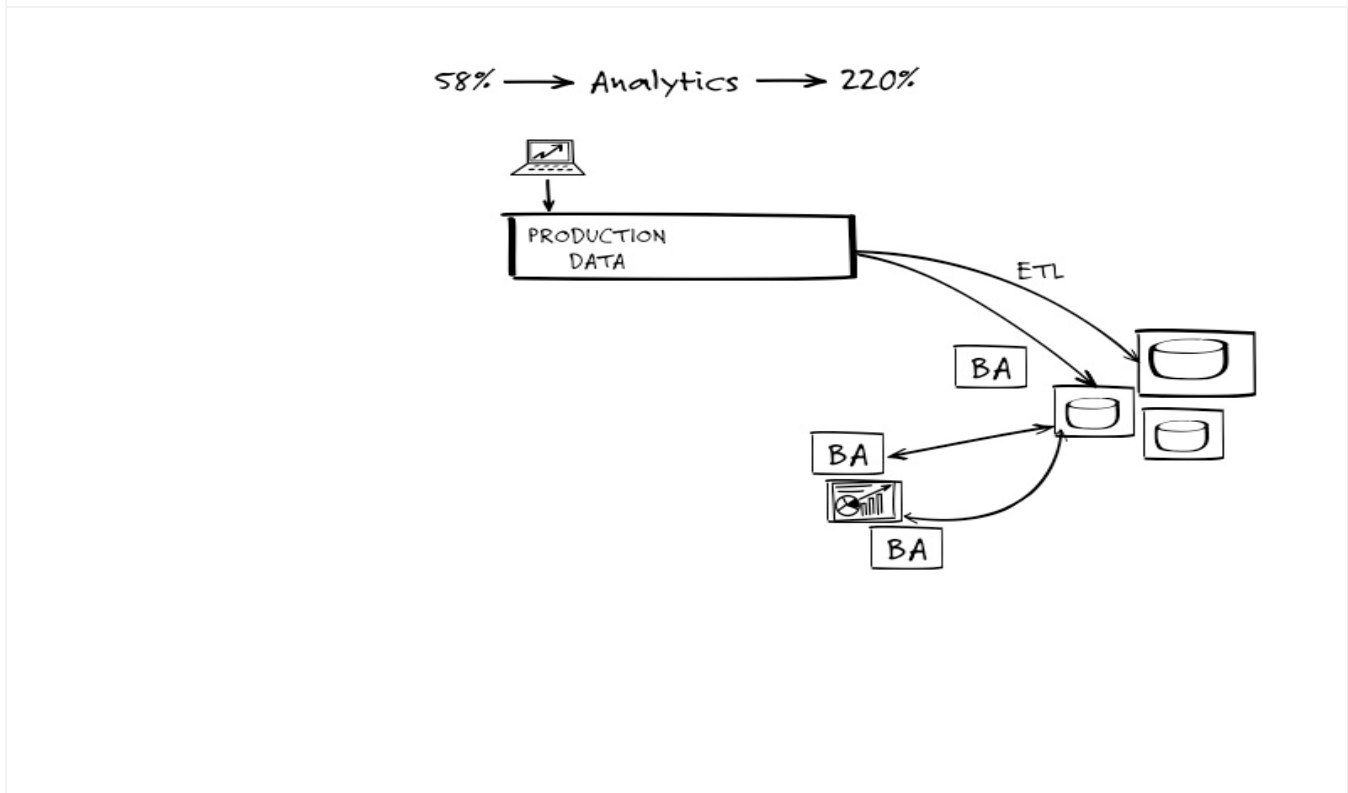 58% → Analytics → 220%
PRODUCTION
DATA
ETL
BA
BA
BA